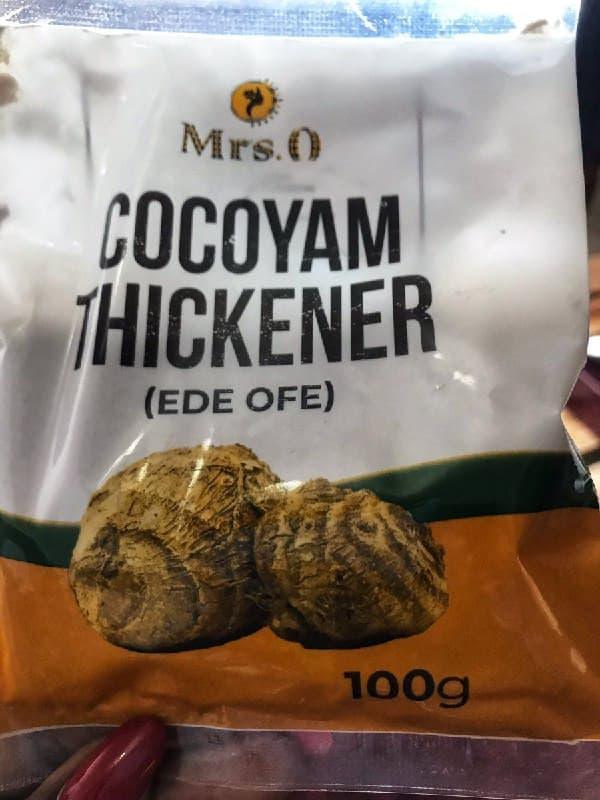 Mrs.O
COCOYAM
THICKENER
(EDE OFE)
100g